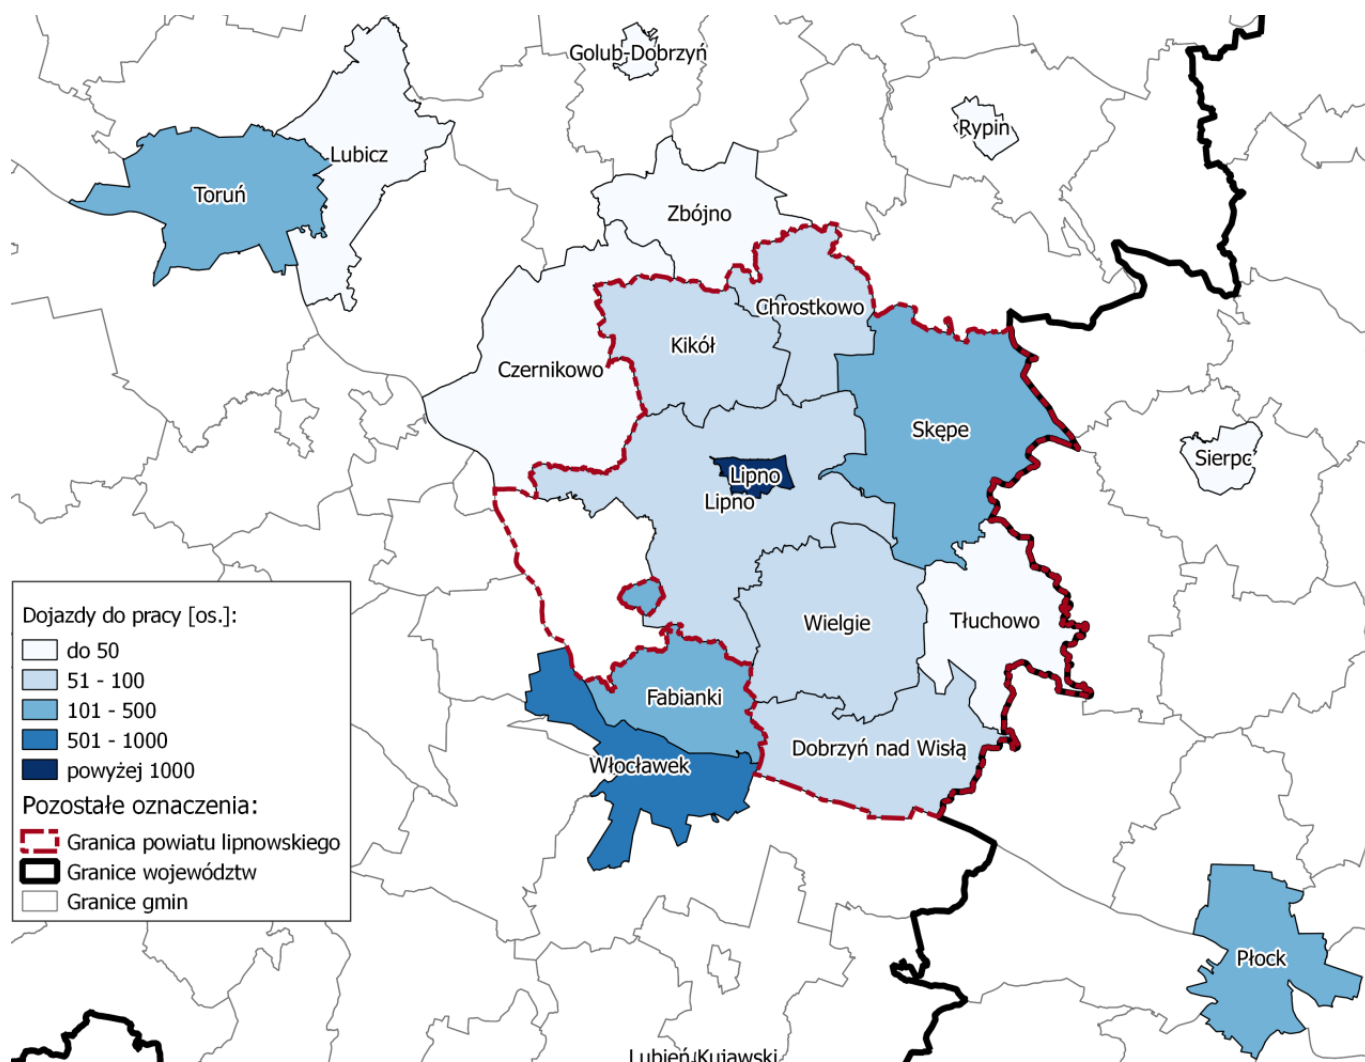 Golub-Dobrzyń
Rypin
Lubicz
Toruń
Zbójno
Chrostkowo
Kikół
Czernikowo
Skępe
Sierpc
Lipno
Lipno
Wielgie
Tłuchowo
Fabianki
Dobrzyń nad Wisłą
Włocławek
Płock
Lubień Kujawski
Dojazdy do pracy [os.]:
do 50
51 - 100
101 - 500
501 - 1000
powyżej 1000
Pozostałe oznaczenia:
Granica powiatu lipnowskiego
Granice województw
Granice gmin